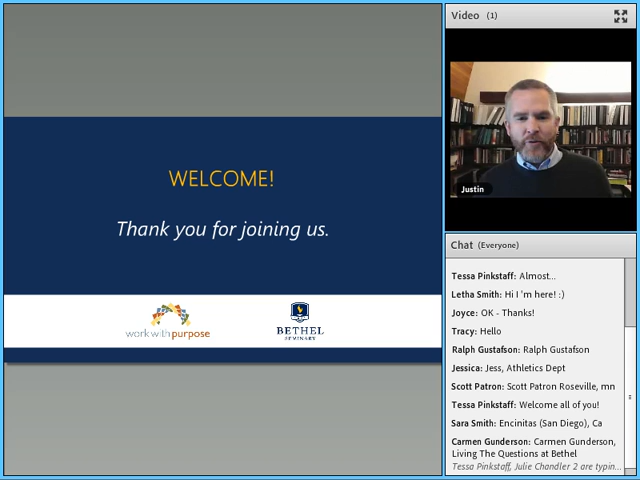 WELCOME!
Thank you for joining us.
work with purpose
BETHEL
SEMINARY
Video (1)
Justin
Chat (Everyone)
Tessa Pinkstaff: Almost...
Letha Smith: Hi I 'm here! :)
Joyce: OK - Thanks!
Tracy: Hello
Ralph Gustafson: Ralph Gustafson
Jessica: Jess, Athletics Dept
Scott Patron: Scott Patron Roseville, mn
Tessa Pinkstaff: Welcome all of you!
Sara Smith: Encinitas (San Diego), Ca
Carmen Gunderson: Carmen Gunderson,
Living The Questions at Bethel
Tessa Pinkstaff, Julie Chandler 2 are typin...